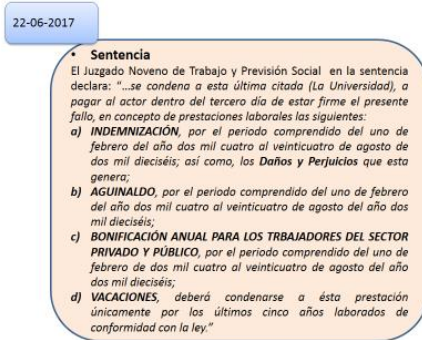 22-06-2017
• Sentencia
El Juzgado Noveno de Trabajo y Previsión Social en la sentencia
declara: "…se condena a esta última citada (La Universidad), a
pagar al actor dentro del tercero día de estar firme el presente
fallo, en concepto de prestaciones laborales las siguientes:
a) INDEMNIZACIÓN, por el periodo comprendido del uno de
febrero del año dos mil cuatro al veinticuatro de agosto de
dos mil dieciséis; así como, los Daños y Perjuicios que esta
genera;
b) AGUINALDO, por el periodo comprendido del uno de febrero
del año dos mil cuatro al veinticuatro de agosto del año dos
mil dieciséis;
c) BONIFICACIÓN ANUAL PARA LOS TRBAJADORES DEL SECTOR
PRIVADO Y PÚBLICO, por el periodo comprendido del uno de
febrero de dos mil cuatro al veinticuatro de agosto del año
dos mil dieciséis;
d) VACACIONES, deberá condenarse a ésta prestación
únicamente por los últimos cinco años laborados de
conformidad con la ley."